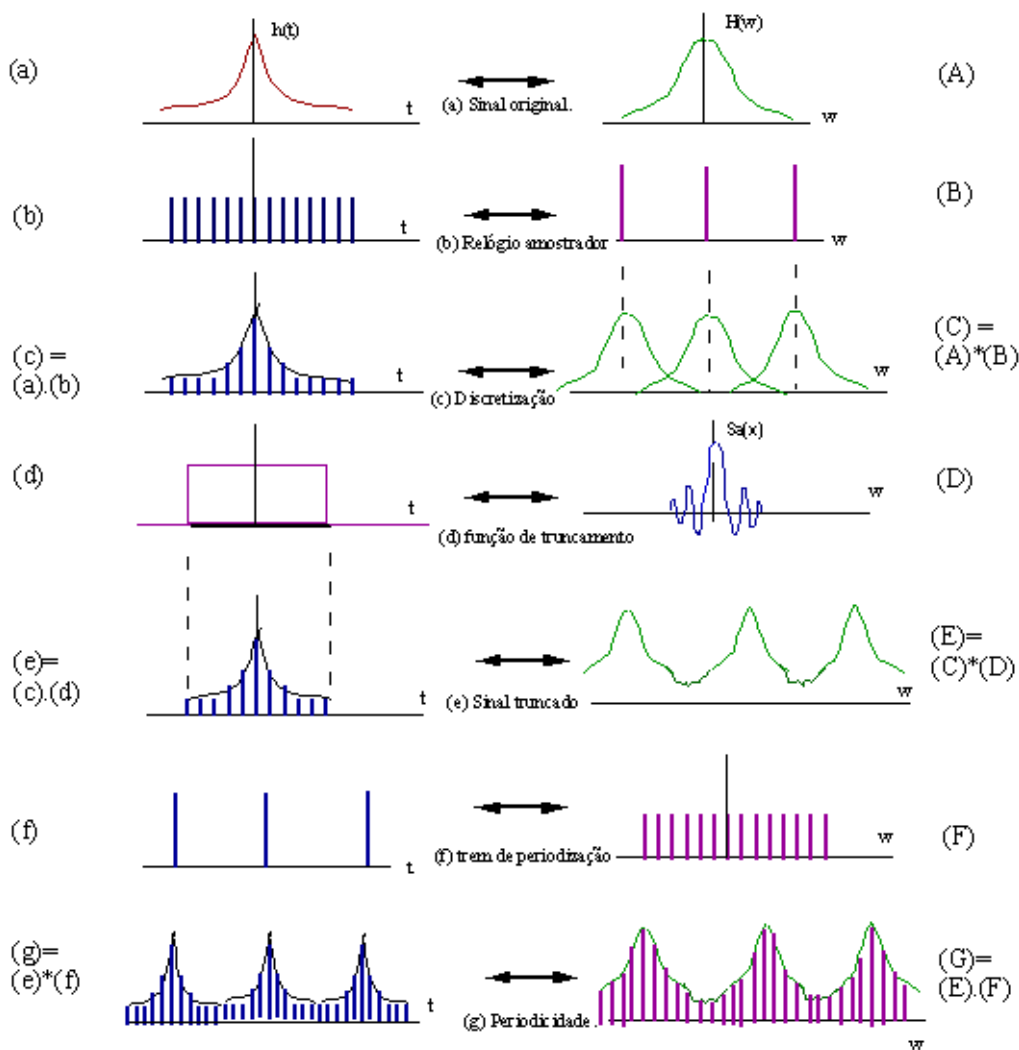 h(t)
H(w)
(a)
(A)
t
w
(a) Sinal original.
(b)
(B)
t
w
(b) Relógio amostrador
(c) =
(a).(b)
(C) =
(A)*(B)
t
w
(c) Discretização
Sa(x)
(d)
(D)
t
w
(d) função de truncamento
(e)=
(c).(d)
(E)=
(C)*(D)
t
w
(e) Sinal truncado
(f)
(F)
t
w
(f) trem de periodização
(g)=
(e)*(f)
(G)=
(E).(F)
t
(g) Periodicidade.
w